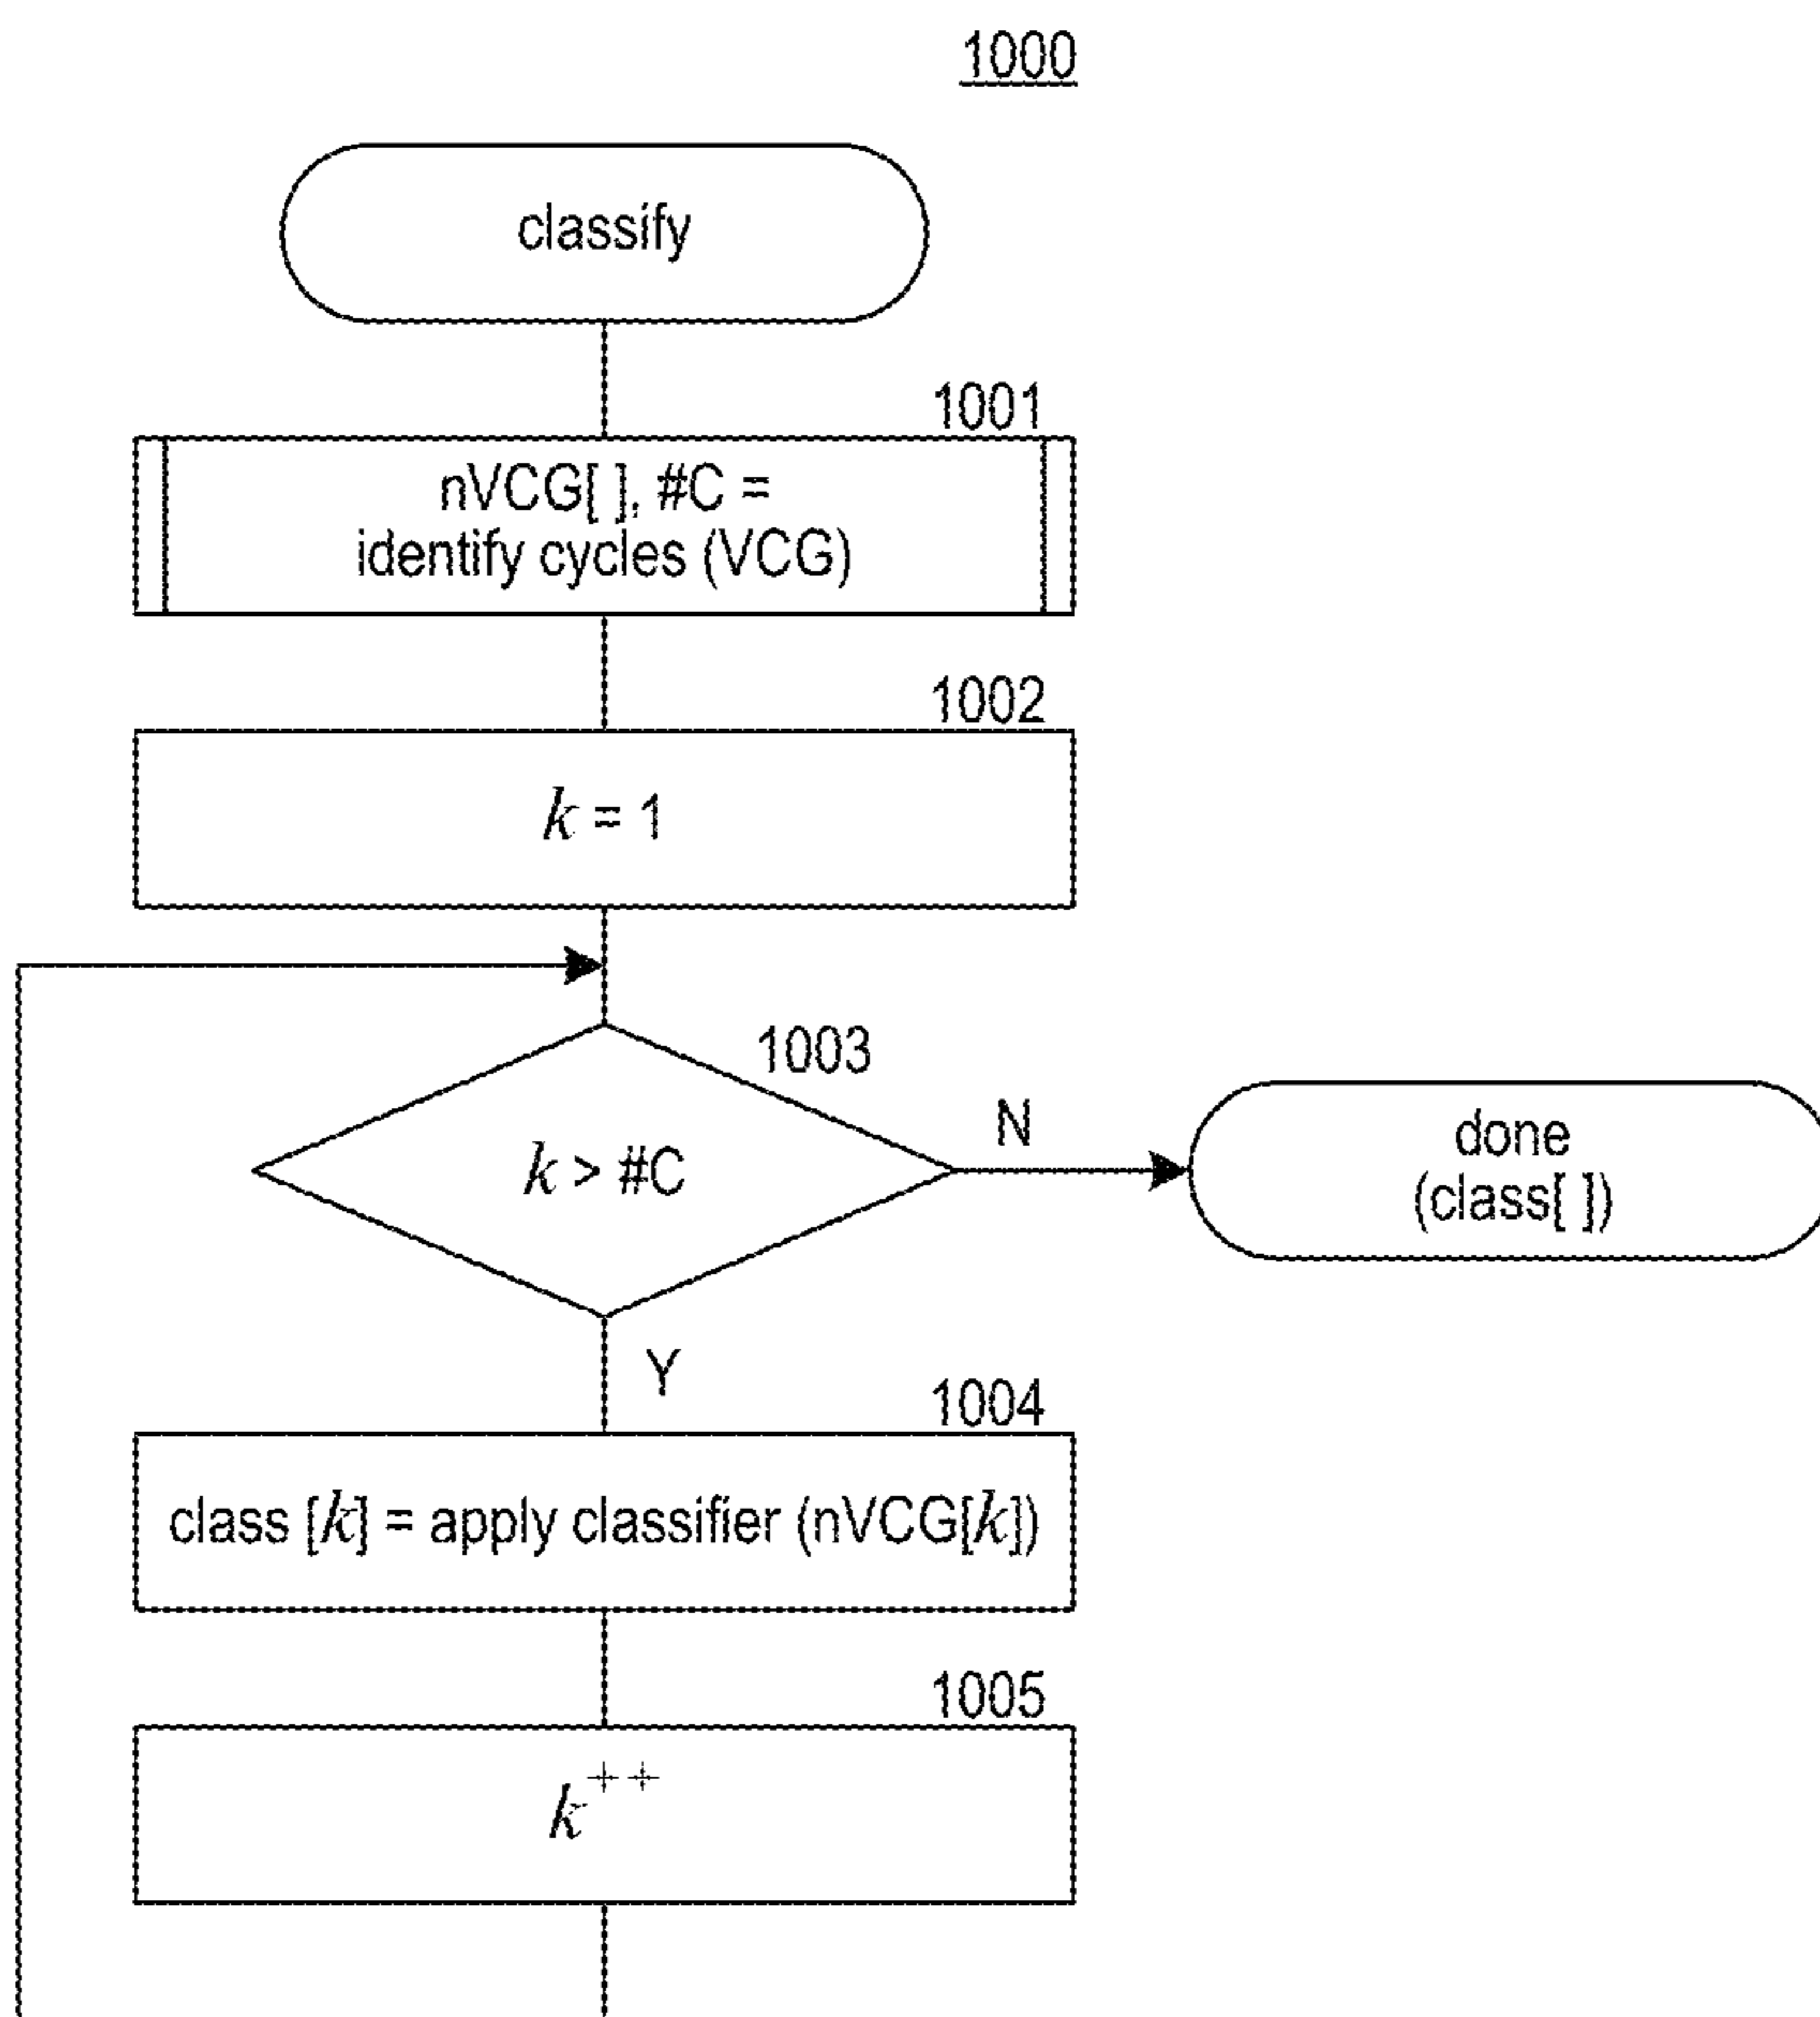 1000
classify
1001
nVCG[ ], #C =
identify cycles (VCG)
1002
k = 1
1003
k > #C
N
done
(class[ ])
Y
1004
class [k] = apply classifier (nVCG[k])
1005
k++